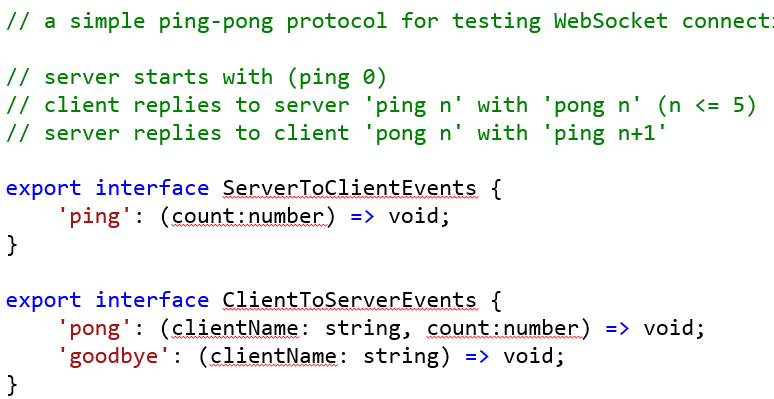 // a simple ping-pong protocol for testing WebSocket
// server starts with (ping 0)
// client replies to server 'ping n' with 'pong n' (n <= 5)
// server replies to client 'pong n' with 'ping n+1'
export interface ServerToClientEvents {
'ping': (count:number) => void;
}
export interface ClientToServerEvents {
'pong': (clientName: string, count:number) => void;
'goodbye': (clientName: string) => void;
}